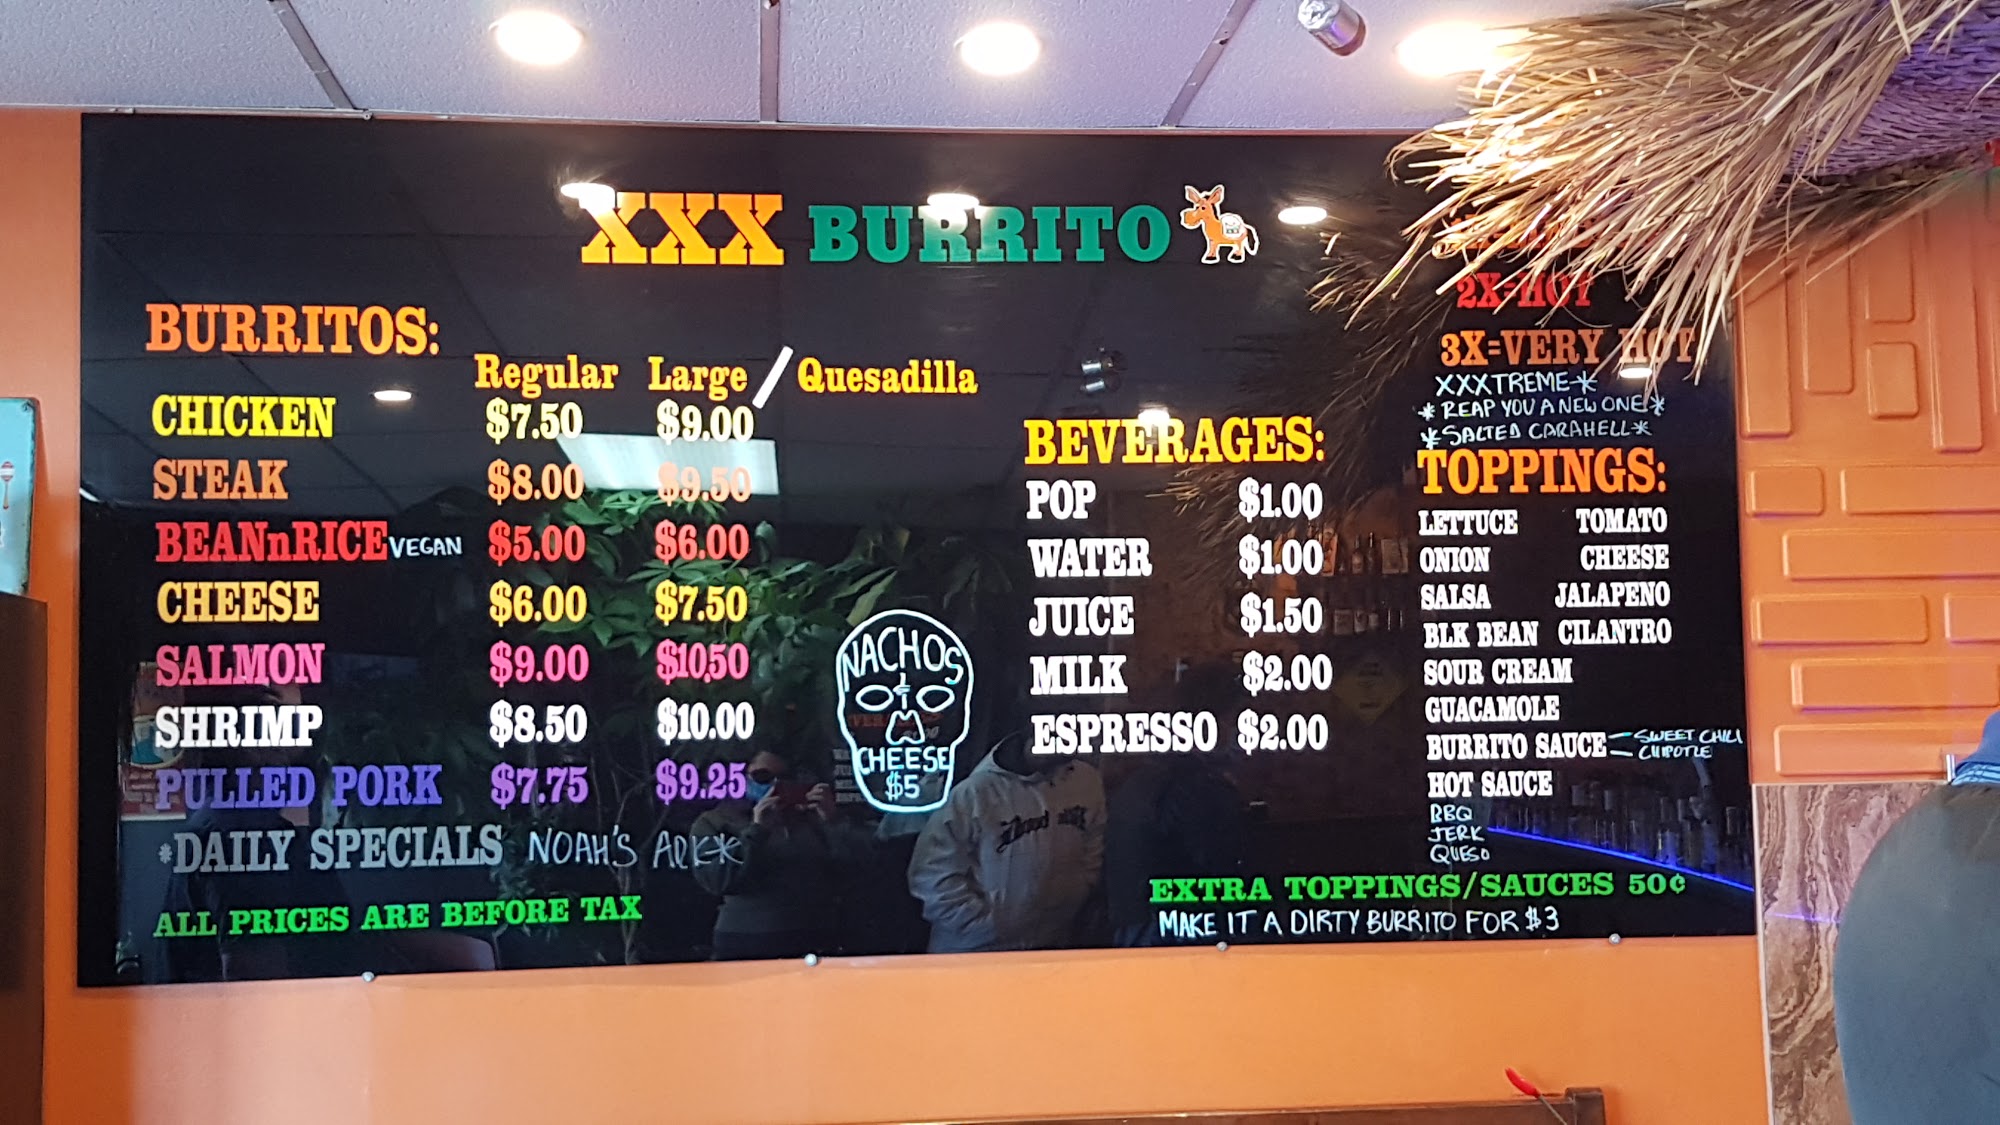 XXX BURRITO
BURRITOS:
Regular Large / Quesadilla
CHICKEN $7.50 $9.00
STEAK $8.00 $9.50
BEANnRICE VEGAN $5.00 $6.00
CHEESE $6.00 $7.50
SALMON $9.00 $10.50
SHRIMP $8.50 $10.00
PULLED PORK $7.75 $9.25
*DAILY SPECIALS NOAH'S ARK*
ALL PRICES ARE BEFORE TAX
NACHOS
&
CHEESE
$5
BEVERAGES:
POP $1.00
WATER $1.00
JUICE $1.50
MILK $2.00
ESPRESSO $2.00
2X=HOT
3X=VERY HOT
XXXTREME*
* REAP YOU A NEW ONE *
* SALTED CARAHELL *
TOPPINGS:
LETTUCE TOMATO
ONION CHEESE
SALSA JALAPENO
BLK BEAN CILANTRO
SOUR CREAM
GUACAMOLE
BURRITO SAUCE SWEET CHILI
CHIPOTLE
HOT SAUCE
BBQ
JERK
QUESO
EXTRA TOPPINGS/SAUCES 50¢
MAKE IT A DIRTY BURRITO FOR $3